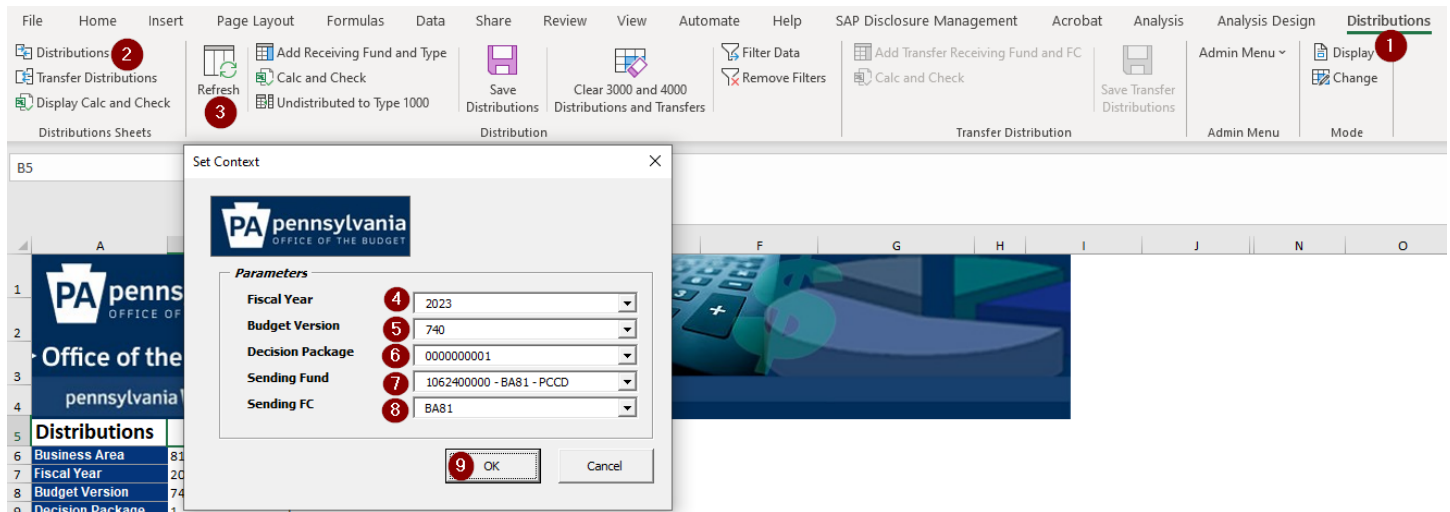 File Home Insert Page Layout Formulas Data Share Review View Automate Help SAP Disclosure Management Acrobat Analysis Analysis Design Distributions
1
Distributions 2
Transfer Distributions
Display Calc and Check
Distributions Sheets
Refresh
3
Add Receiving Fund and Type
Calc and Check
Undistributed to Type 1000
Save
Distributions
Clear 3000 and 4000
Distributions and Transfers
Filter Data
Remove Filters
Distribution
Add Transfer Receiving Fund and FC
Calc and Check
Save Transfer
Distributions
Transfer Distribution
Admin Menu
Admin Menu
Display
Change
Mode
B5
Set Context
PA pennsylvania
OFFICE OF THE BUDGET
Parameters
Fiscal Year 4 2023
Budget Version 5 740
Decision Package 6 0000000001
Sending Fund 7 1062400000 - BA81 - PCCD
Sending FC 8 BA81
9 OK Cancel
A F G H I J N O
1
PA penns
OFFICE OF
2
3 Office of the
4 pennsylvania
5 Distributions
6 Business Area 81
7 Fiscal Year 20
8 Budget Version 74
9 Decision Package 1